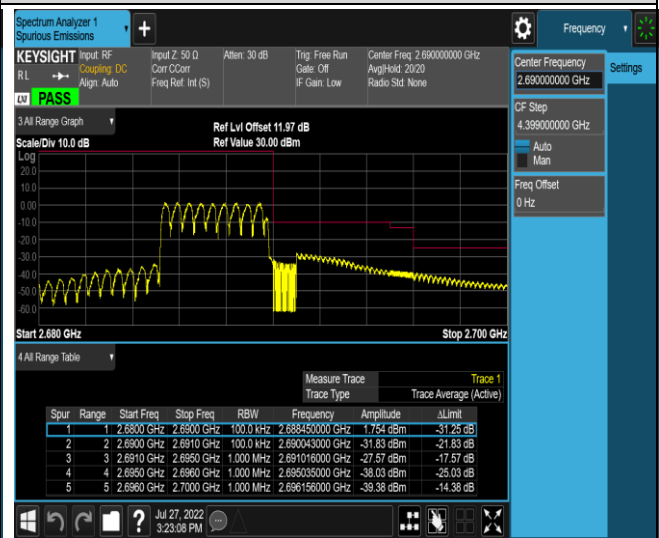 Spectrum Analyzer 1
Spurious Emissions
+
Frequency
KEYSIGHT Input: RF Input Z: 50 Ω Atten: 30 dB Trig: Free Run Center Freq: 2.690000000 GHz
RL Coupling: DC Corr CCorr Gate: Off Avg|Hold: 20/20
Align: Auto Freq Ref: Int (S) IF Gain: Low Radio Std: None
LXI PASS
Center Frequency
2.690000000 GHz
Settings
CF Step
4.399000000 GHz
Auto
Man
Freq Offset
0 Hz
3 All Range Graph
Ref Lvl Offset 11.97 dB
Scale/Div 10.0 dB Ref Value 30.00 dBm
Log
20.0
10.0
0.00
-10.0
-20.0
-30.0
-40.0
-50.0
-60.0
Start 2.680 GHz Stop 2.700 GHz
4 All Range Table
Measure Trace Trace 1
Trace Type Trace Average (Active)
Spur Range Start Freq Stop Freq RBW Frequency Amplitude ΔLimit
1 1 2.6800 GHz 2.6900 GHz 100.0 kHz 2.688450000 GHz 1.754 dBm -31.25 dB
2 2 2.6900 GHz 2.6910 GHz 100.0 kHz 2.690043000 GHz -31.83 dBm -21.83 dB
3 3 2.6910 GHz 2.6950 GHz 1.000 MHz 2.691016000 GHz -27.57 dBm -17.57 dB
4 4 2.6950 GHz 2.6960 GHz 1.000 MHz 2.695035000 GHz -38.03 dBm -25.03 dB
5 5 2.6960 GHz 2.7000 GHz 1.000 MHz 2.696156000 GHz -39.38 dBm -14.38 dB
? Jul 27, 2022
3:23:08 PM